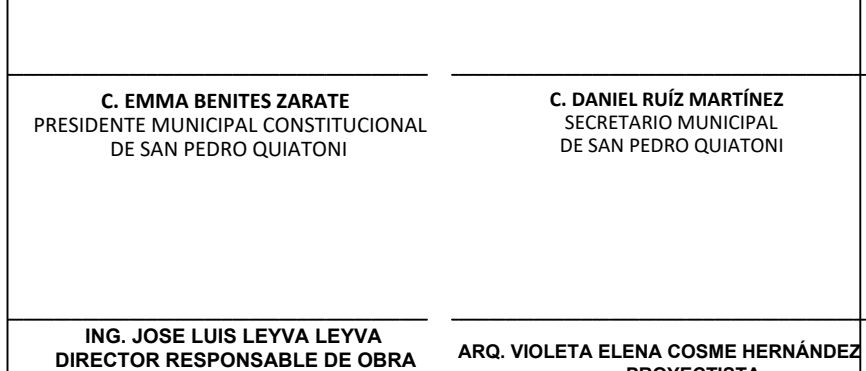 C. EMMA BENITES ZARATE
PRESIDENTE MUNICIPAL CONSTITUCIONAL
DE SAN PEDRO QUIATONI
C. DANIEL RUÍZ MARTÍNEZ
SECRETARIO MUNICIPAL
DE SAN PEDRO QUIATONI
ING. JOSE LUIS LEYVA LEYVA
DIRECTOR RESPONSABLE DE OBRA
ARQ. VIOLETA ELENA COSME HERNÁNDEZ
PROYECTISTA